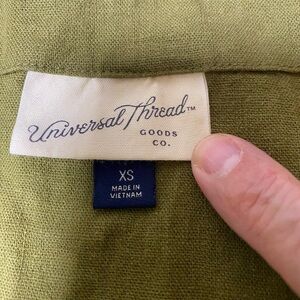 Universal Thread™
GOODS
CO.
XS
MADE IN
VIETNAM